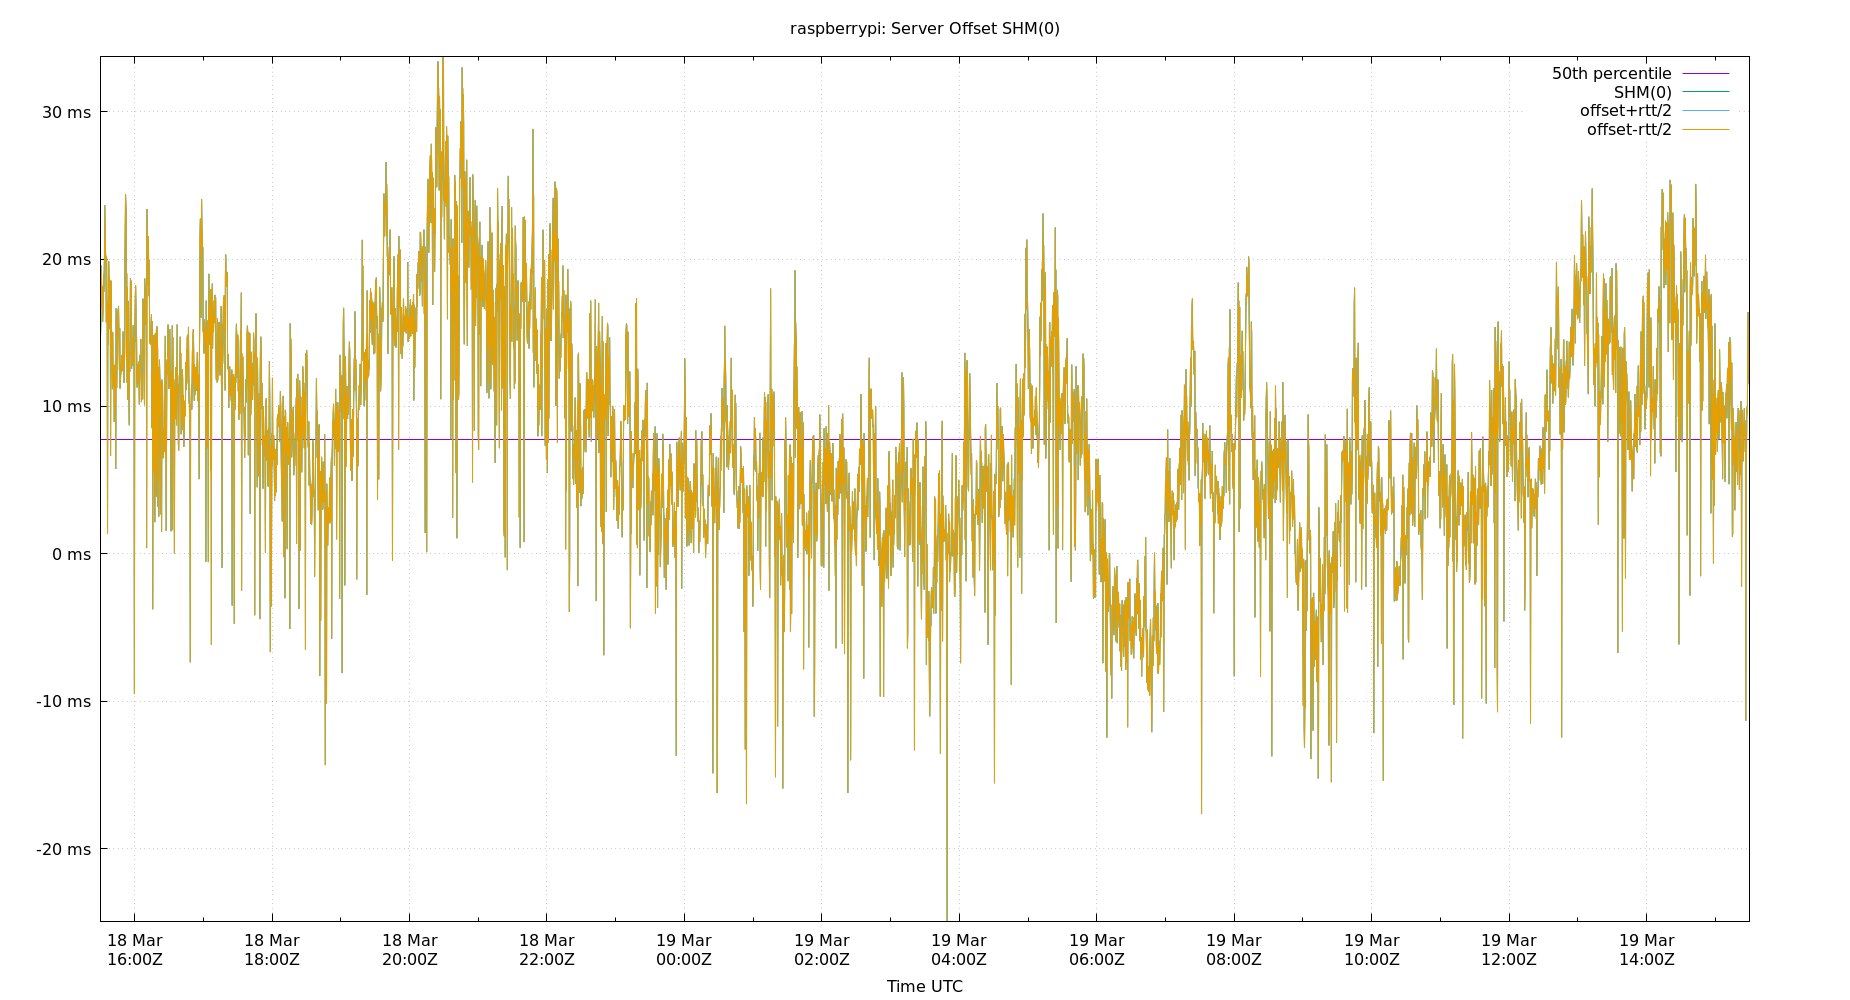 raspberrypi: Server Offset SHM(0)
50th percentile
SHM(0)
offset+rtt/2
offset-rtt/2
30 ms
20 ms
10 ms
0 ms
-10 ms
-20 ms
18 Mar 18 Mar 18 Mar 18 Mar 19 Mar 19 Mar 19 Mar 19 Mar 19 Mar 19 Mar 19 Mar 19 Mar
16:00Z 18:00Z 20:00Z 22:00Z 00:00Z 02:00Z 04:00Z 06:00Z 08:00Z 10:00Z 12:00Z 14:00Z
Time UTC